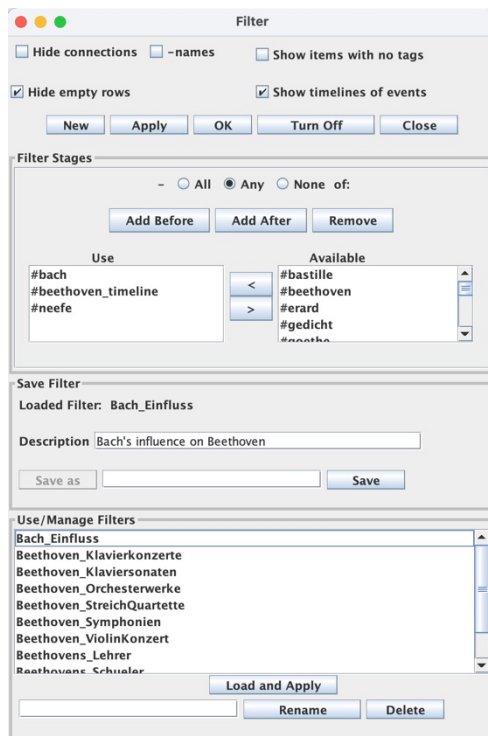 Filter
Hide connections -names Show items with no tags
Hide empty rows Show timelines of events
New Apply OK Turn Off Close
Filter Stages
- All Any None of:
Add Before Add After Remove
Use Available
#bach
#beethoven_timeline
#neefe
<
>
#bastille
#beethoven
#erard
#gedicht
#goethe
Save Filter
Loaded Filter: Bach_Einfluss
Description Bach's influence on Beethoven
Save as Save
Use/Manage Filters
Bach_Einfluss
Beethoven_Klavierkonzerte
Beethoven_Klaviersonaten
Beethoven_Orchesterwerke
Beethoven_StreichQuartette
Beethoven_Symphonien
Beethoven_ViolinKonzert
Beethovens_Lehrer
Beethovens_Schueler
Load and Apply
Rename Delete